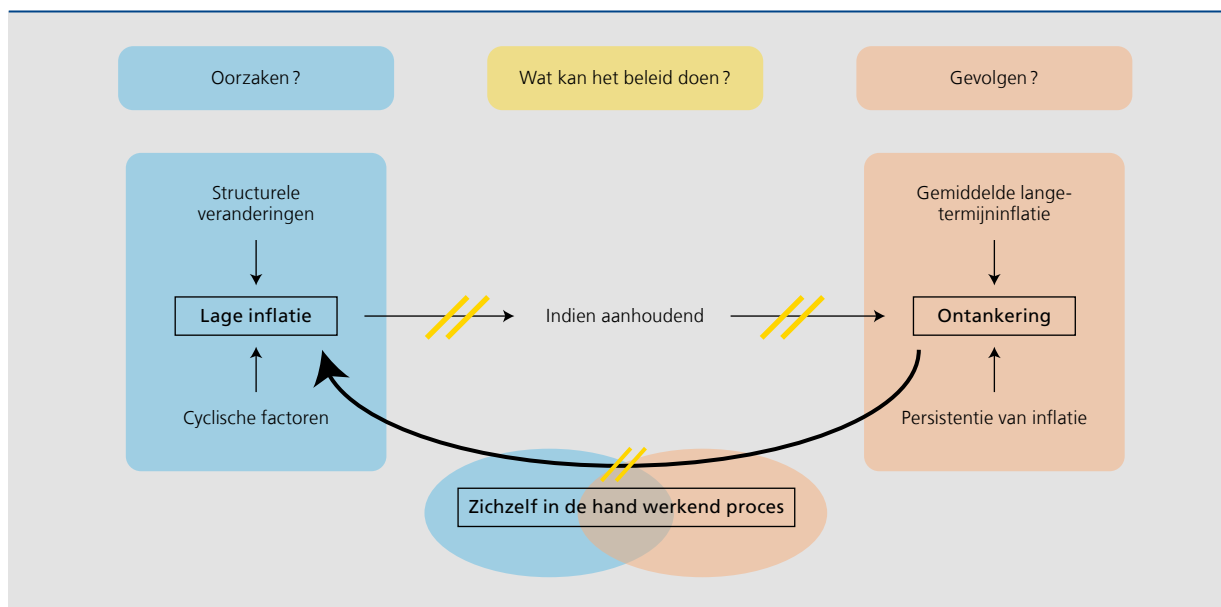 Oorzaken ?
Wat kan het beleid doen ?
Gevolgen ?
Structurele
veranderingen
Lage inflatie
Cyclische factoren
Indien aanhoudend
Gemiddelde lange-
termijninflatie
Ontankering
Persistentie van inflatie
Zichzelf in de hand werkend proces